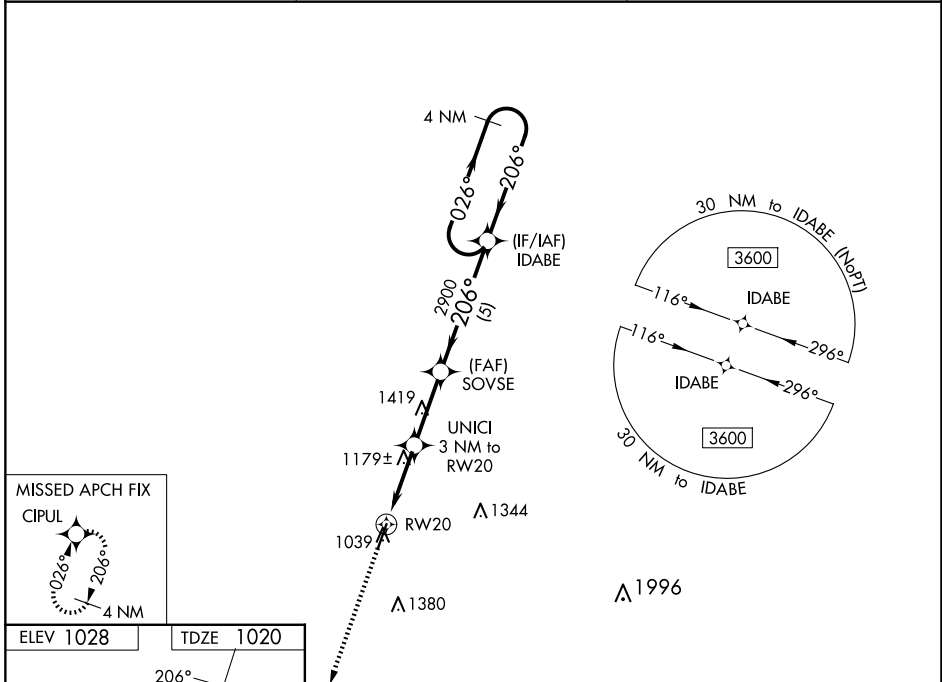 4 NM
026°
206°
(IF/IAF)
IDABE
2900
206°
(5)
(FAF)
SOVSE
1419
UNICI
3 NM to
RW20
1179±
RW20
1039
1344
1380
1996
30 NM to IDABE (NoPT)
3600
116°
IDABE
296°
116°
IDABE
296°
3600
30 NM to IDABE
MISSED APCH FIX
CIPUL
026°
206°
4 NM
ELEV 1028
TDZE 1020
206°